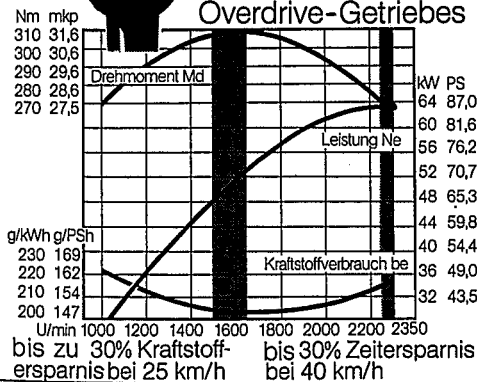 Overdrive-Getriebes
Nm mkp
310 31,6
300 30,6
290 29,6
280 28,6
270 27,5
Drehmoment Md
kW PS
64 87,0
60 81,6
56 76,2
52 70,7
48 65,3
44 59,8
40 54,4
36 49,0
32 43,5
Leistung Ne
g/kWh g/PSh
230 169
220 162
210 154
200 147
Kraftstoffverbrauch be
U/min 1000 1200 1400 1600 1800 2000 2200 2350
bis zu 30% Kraftstoff-
ersparnis bei 25 km/h
bis 30% Zeitersparnis
bei 40 km/h